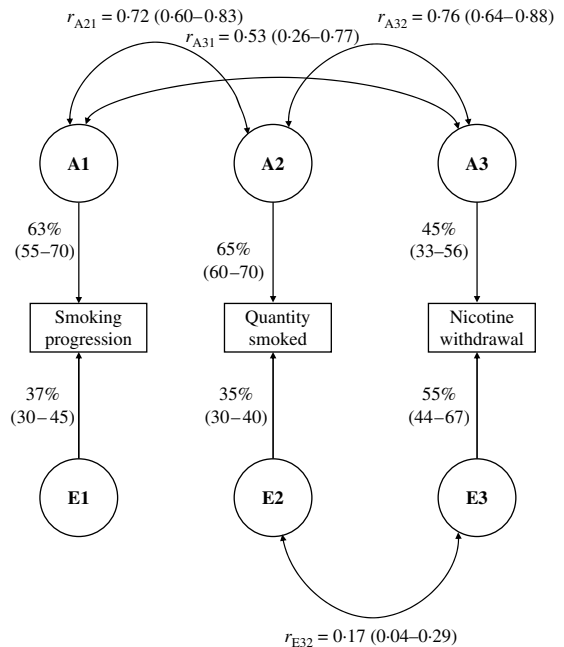 r_A21 = 0·72 (0·60–0·83)
r_A32 = 0·76 (0·64–0·88)
r_A31 = 0·53 (0·26–0·77)
A1
A2
A3
63%
(55–70)
65%
(60–70)
45%
(33–56)
Smoking
progression
Quantity
smoked
Nicotine
withdrawal
37%
(30–45)
35%
(30–40)
55%
(44–67)
E1
E2
E3
r_E32 = 0·17 (0·04–0·29)